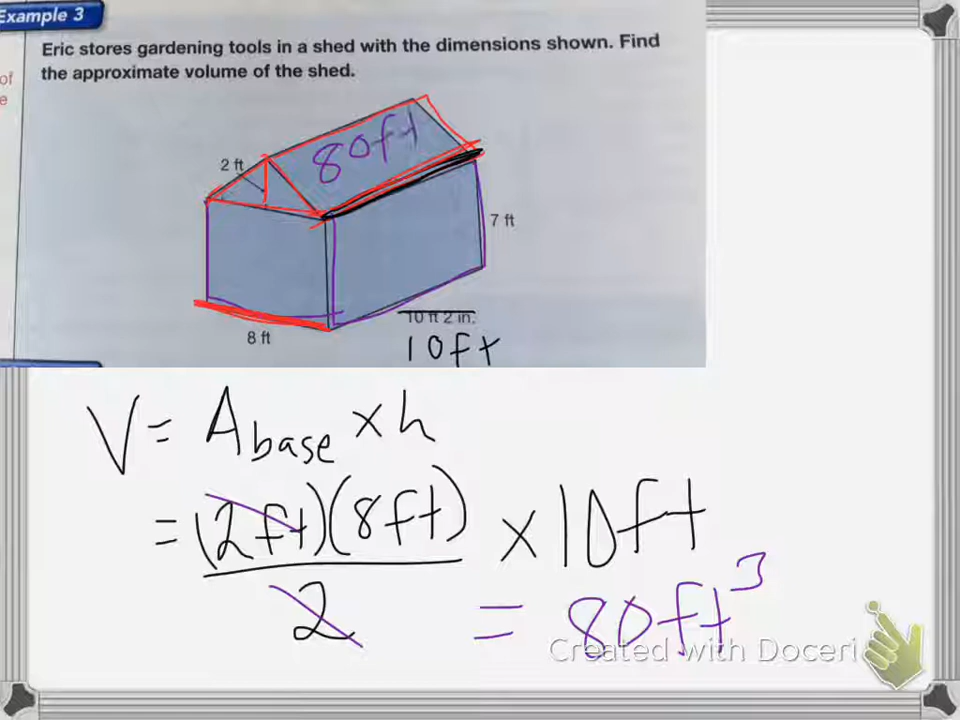 Example 3
of
e
Eric stores gardening tools in a shed with the dimensions shown. Find
the approximate volume of the shed.
80ft
2 ft
7 ft
10 ft 2 in.
8 ft
10ft
V = A base x h
= (2ft)(8ft) x 10ft
2
= 80ft³
Created with Doceri